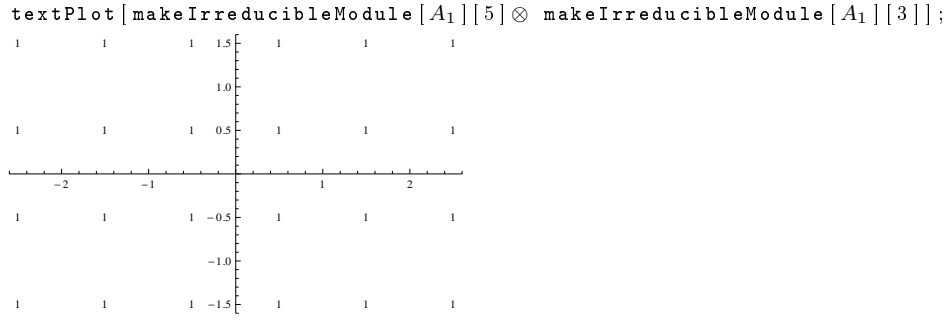 textPlot[makeIrreducibleModule[A₁][5]⊗ makeIrreducibleModule[A₁][3]];
1 1 1 1.5 1 1 1
1.0
1 1 1 0.5 1 1 1
-2 -1 1 2
1 1 1 -0.5 1 1 1
-1.0
1 1 1 -1.5 1 1 1